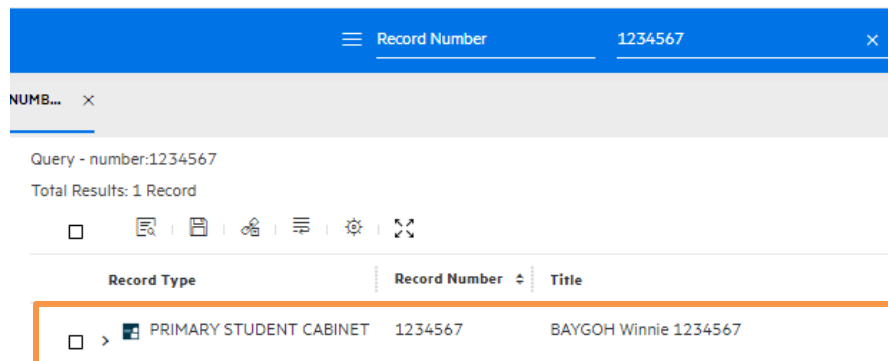 Record Number 1234567
NUMB...
Query - number:1234567
Total Results: 1 Record
Record Type Record Number Title
PRIMARY STUDENT CABINET 1234567 BAYGOH Winnie 1234567